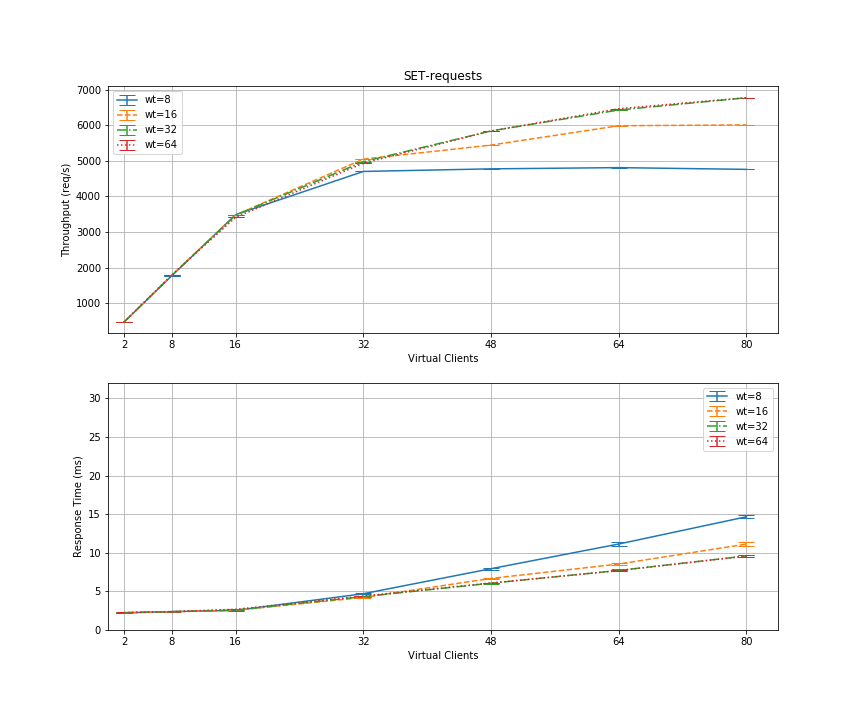 SET-requests
7000
6000
5000
4000
3000
2000
1000
Throughput (req/s)
wt=8
wt=16
wt=32
wt=64
2 8 16 32 48 64 80
Virtual Clients
30
25
20
15
10
5
0
Response Time (ms)
wt=8
wt=16
wt=32
wt=64
2 8 16 32 48 64 80
Virtual Clients